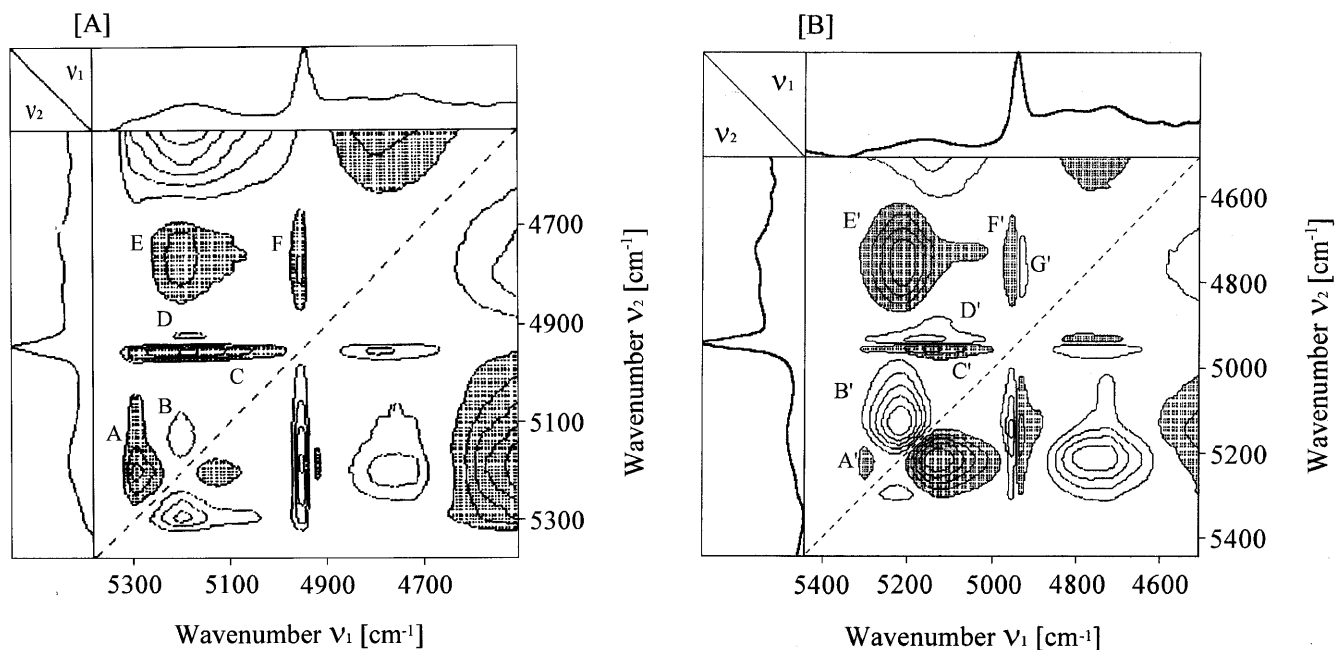 [A]
ν1
ν2
E
F
D
C
B
A
4700
4900
5100
5300
Wavenumber ν2 [cm-1]
5300 5100 4900 4700
Wavenumber ν1 [cm-1]
[B]
ν1
ν2
E'
F'
G'
D'
C'
B'
A'
4600
4800
5000
5200
5400
Wavenumber ν2 [cm-1]
5400 5200 5000 4800 4600
Wavenumber ν1 [cm-1]